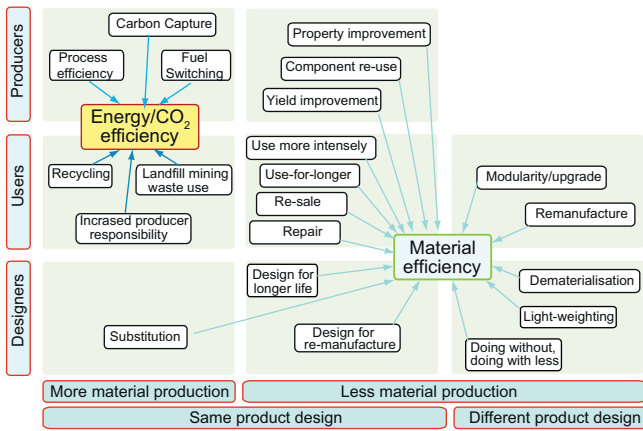 Producers
Carbon Capture
Process
efficiency
Fuel
Switching
Property improvement
Component re-use
Yield improvement
Energy/CO2
efficiency
Users
Recycling
Landfill mining
waste use
Incrased producer
responsibility
Use more intensely
Use-for-longer
Re-sale
Repair
Modularity/upgrade
Remanufacture
Material
efficiency
Designers
Design for
longer life
Substitution
Design for
re-manufacture
Dematerialisation
Light-weighting
Doing without,
doing with less
More material production
Less material production
Same product design
Different product design